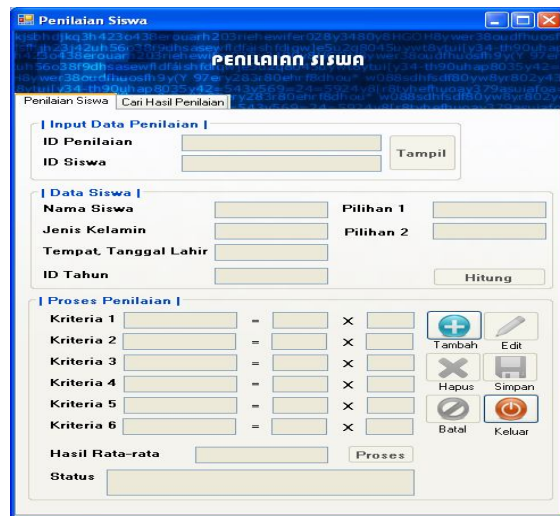 Penilaian Siswa
PENILAIAN SISWA
Penilaian Siswa
Cari Hasil Penilaian
| Input Data Penilaian |
ID Penilaian
ID Siswa
Tampil
| Data Siswa |
Nama Siswa
Pilihan 1
Jenis Kelamin
Pilihan 2
Tempat, Tanggal Lahir
ID Tahun
Hitung
| Proses Penilaian |
Kriteria 1 = ×
Kriteria 2 = ×
Kriteria 3 = ×
Kriteria 4 = ×
Kriteria 5 = ×
Kriteria 6 = ×
Tambah Edit
Hapus Simpan
Batal Keluar
Hasil Rata-rata
Proses
Status